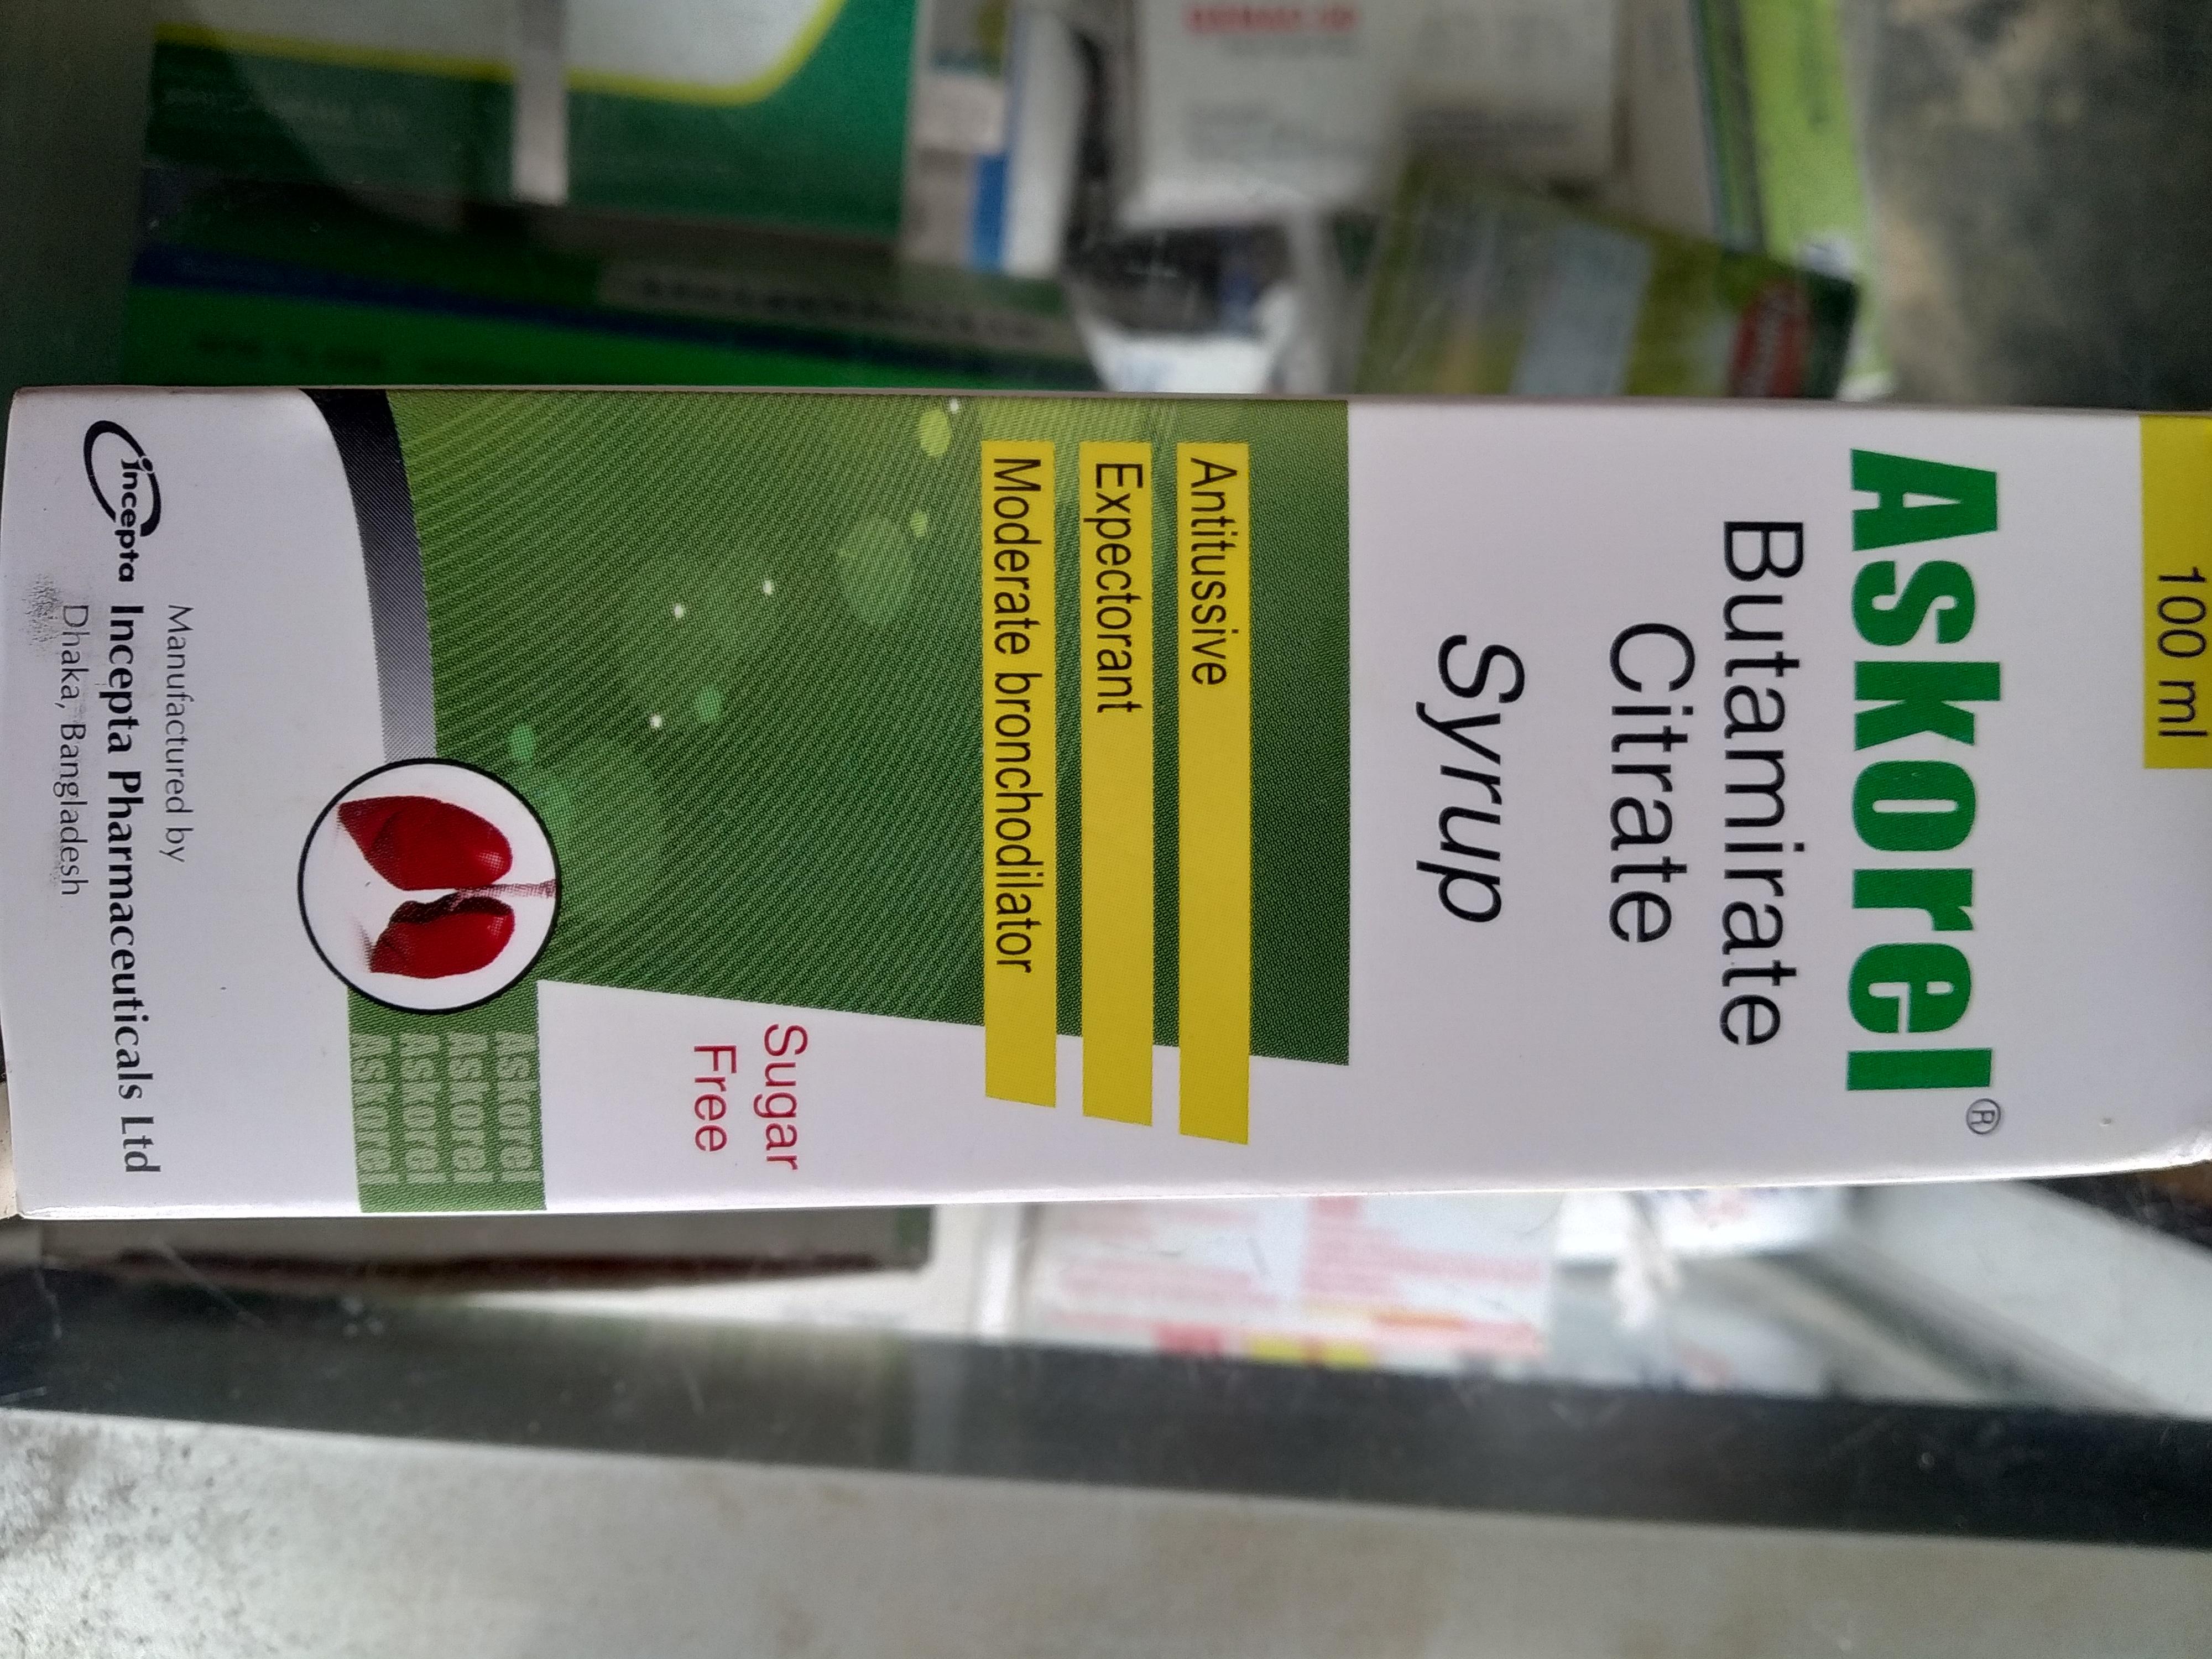 100 ml
Askorel®
Butamirate
Citrate
Syrup
Antitussive
Expectorant
Moderate bronchodilator
Sugar
Free
Askorel
Askorel
Askorel
Askorel
Manufactured by
incepta Incepta Pharmaceuticals Ltd
Dhaka, Bangladesh